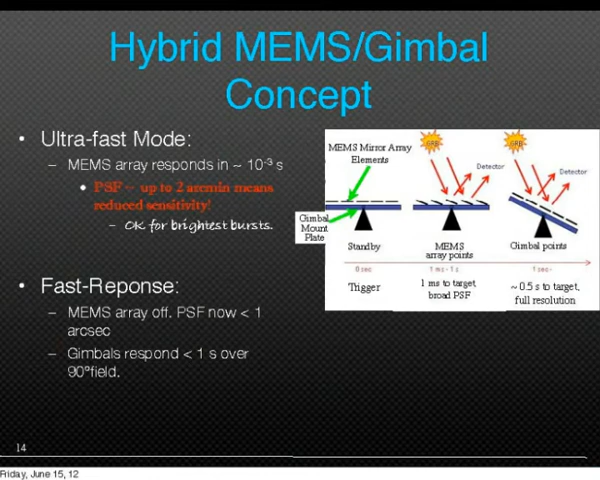 Hybrid MEMS/Gimbal
Concept
• Ultra-fast Mode:
– MEMS array responds in ~ 10⁻³ s
• PSF ~ up to 2 arcmin means
reduced sensitivity!
– OK for brightest bursts.
• Fast-Reponse:
– MEMS array off. PSF now < 1
arcsec
– Gimbals respond < 1 s over
90°field.
MEMS Mirror Array
Elements
GRB
GRB
Detector
Detector
Gimbal
Mount
Plate
Standby
MEMS
array points
Gimbal points
0 sec
1 ms - 1 s
1 sec-
Trigger
1 ms to target,
broad PSF
~ 0.5 s to target,
full resolution
14
Friday, June 15, 12